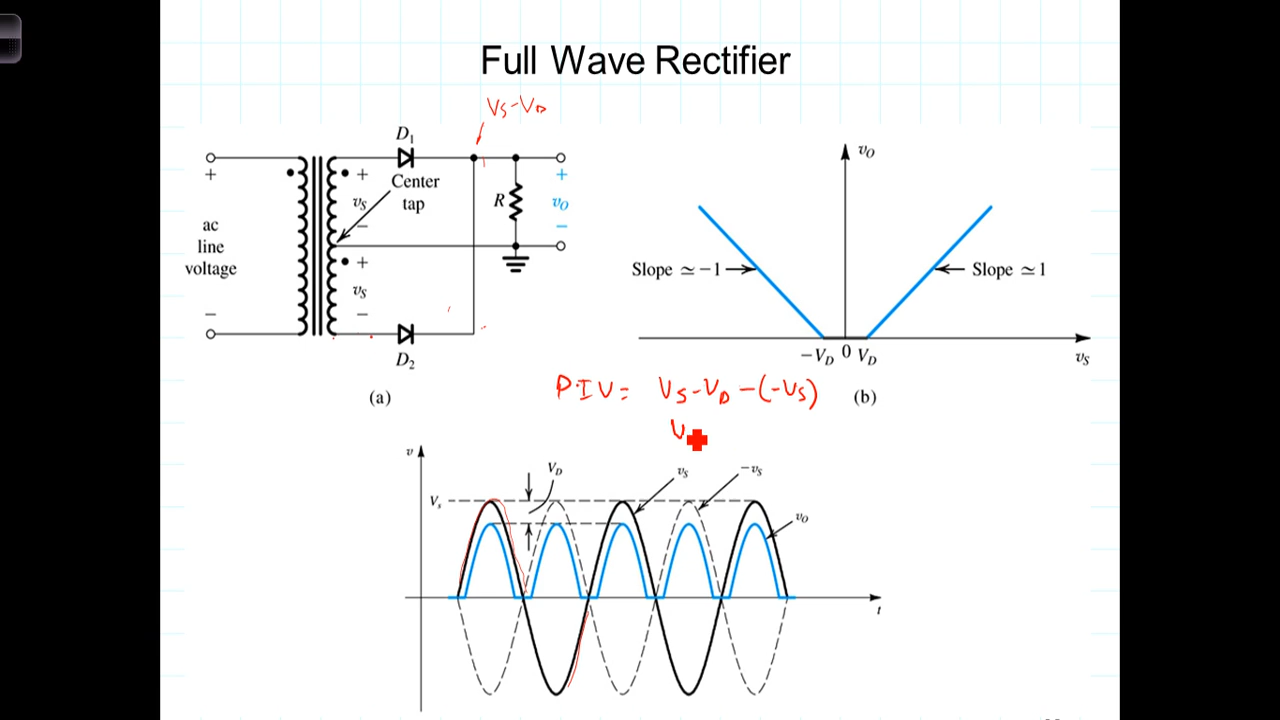 Full Wave Rectifier
Vs-VD
D1
+ + Center +
ac vS tap R vO
line − −
voltage +
vS
− −
D2
(a)
vO
Slope ≃ −1 Slope ≃ 1
−VD 0 VD vS
(b)
P.I.V = Vs-VD-(-Vs)
V
v
VD vS −vS
Vs
vO
t